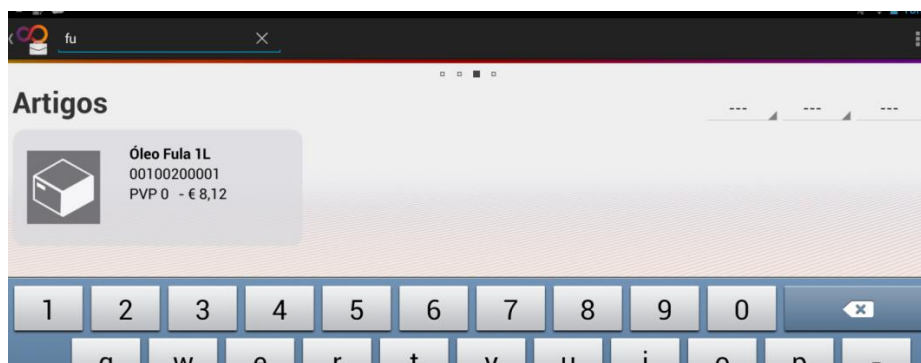 fu
Artigos
--- --- ---
Óleo Fula 1L
00100200001
PVP 0 - € 8,12
1 2 3 4 5 6 7 8 9 0
q w e r t y u i o p